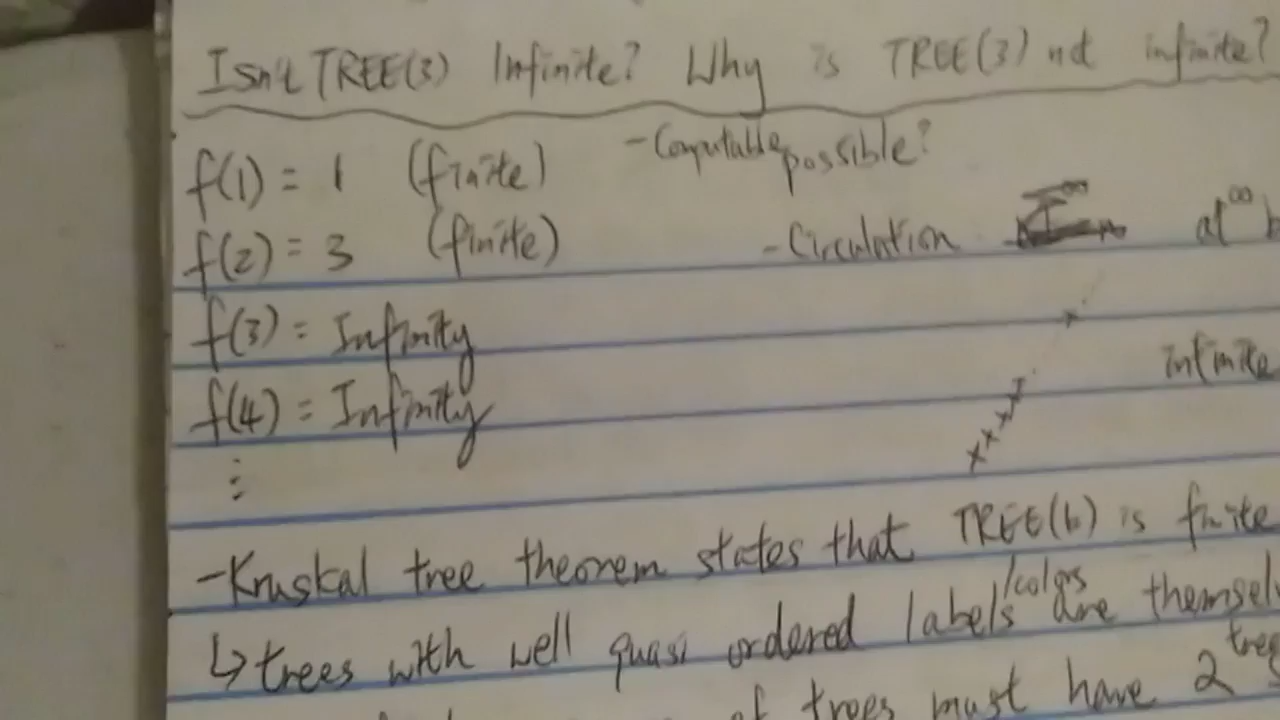 Isn't TREE(3) Infinite? Why is TREE(3) not infinite?
f(1) = 1 (finite) -Computable possible?
f(2) = 3 (finite) -Circulation at ∞
f(3) = Infinity
f(4) = Infinity infinite
⋮
-Kruskal tree theorem states that TREE(k) is finite
/colors
↳ trees with well quasi ordered labels are themsel
of trees must have 2 trees